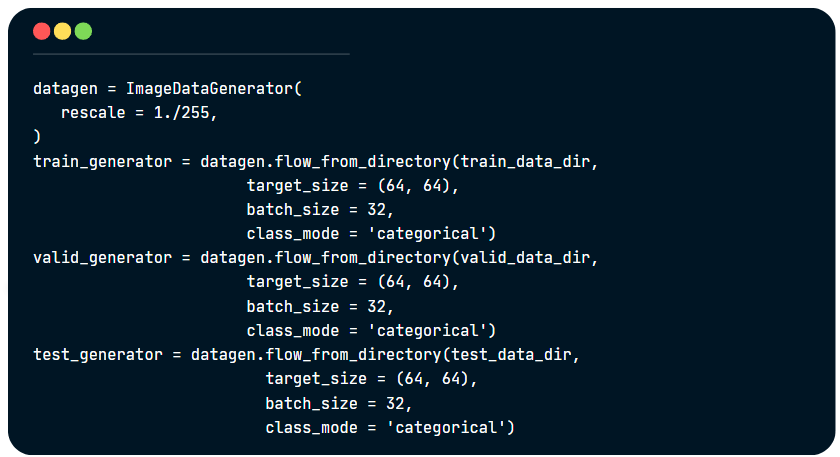 datagen = ImageDataGenerator(
   rescale = 1./255,
)
train_generator = datagen.flow_from_directory(train_data_dir,
                       target_size = (64, 64),
                       batch_size = 32,
                       class_mode = 'categorical')
valid_generator = datagen.flow_from_directory(valid_data_dir,
                       target_size = (64, 64),
                       batch_size = 32,
                       class_mode = 'categorical')
test_generator = datagen.flow_from_directory(test_data_dir,
                         target_size = (64, 64),
                         batch_size = 32,
                         class_mode = 'categorical')